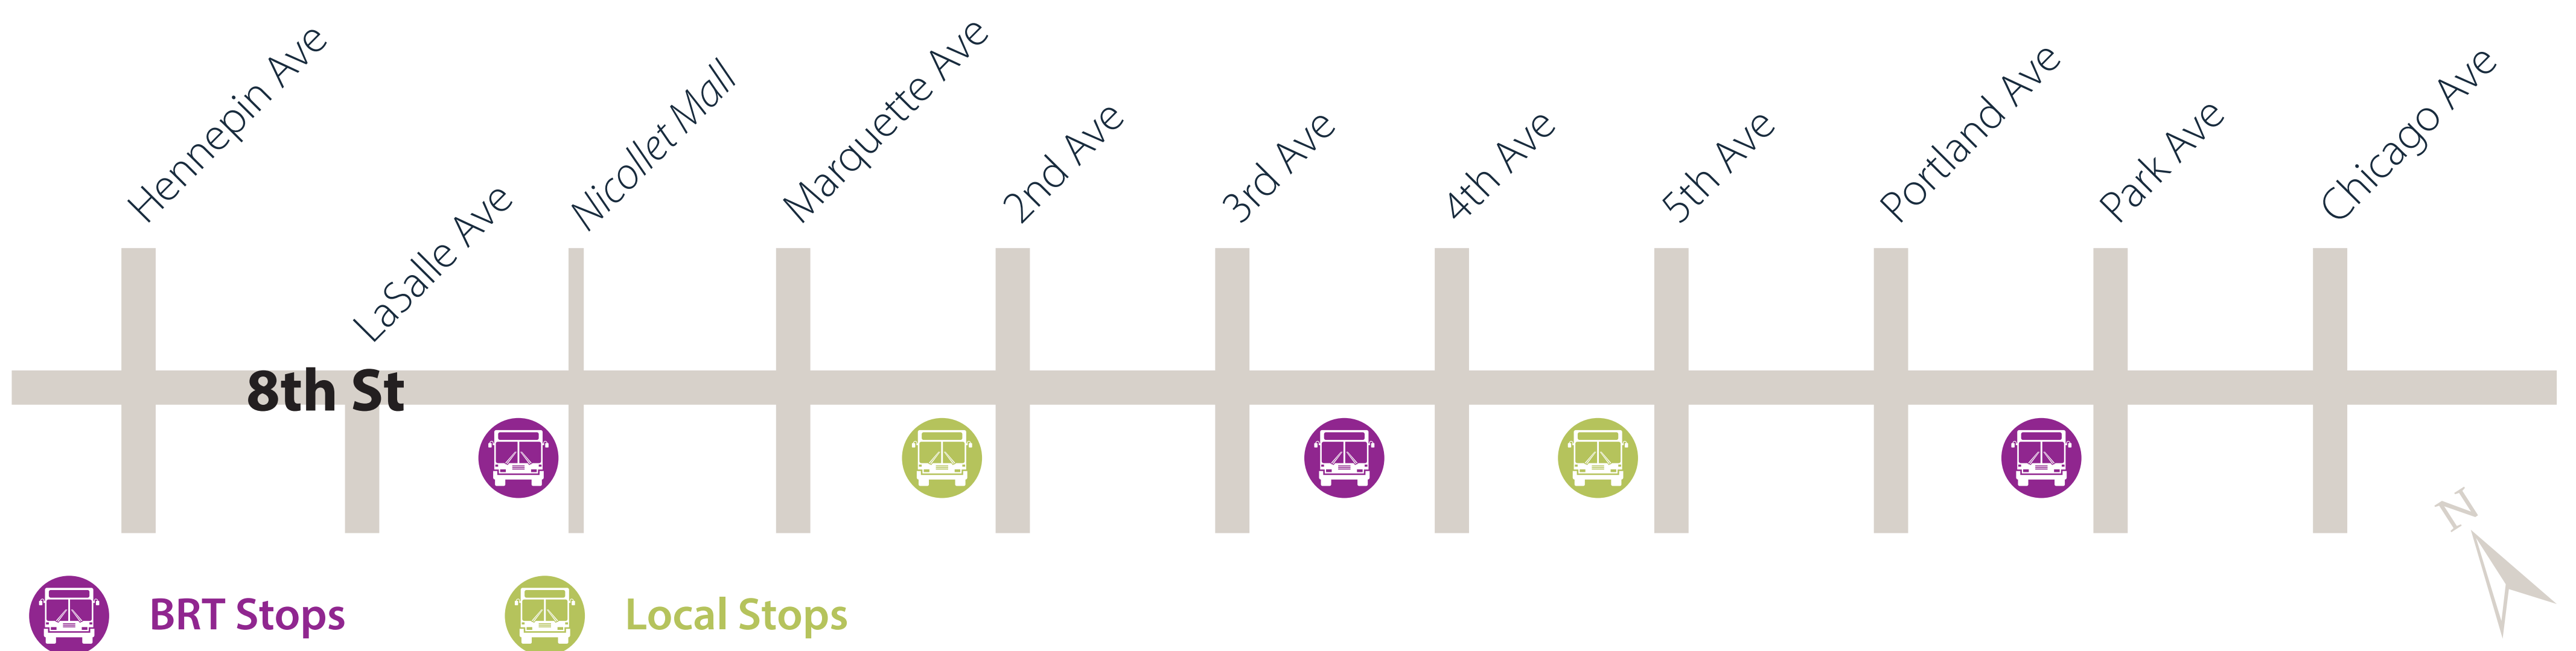 Hennepin Ave
LaSalle Ave
Nicollet Mall
Marquette Ave
2nd Ave
3rd Ave
4th Ave
5th Ave
Portland Ave
Park Ave
Chicago Ave
8th St
N
BRT Stops
Local Stops